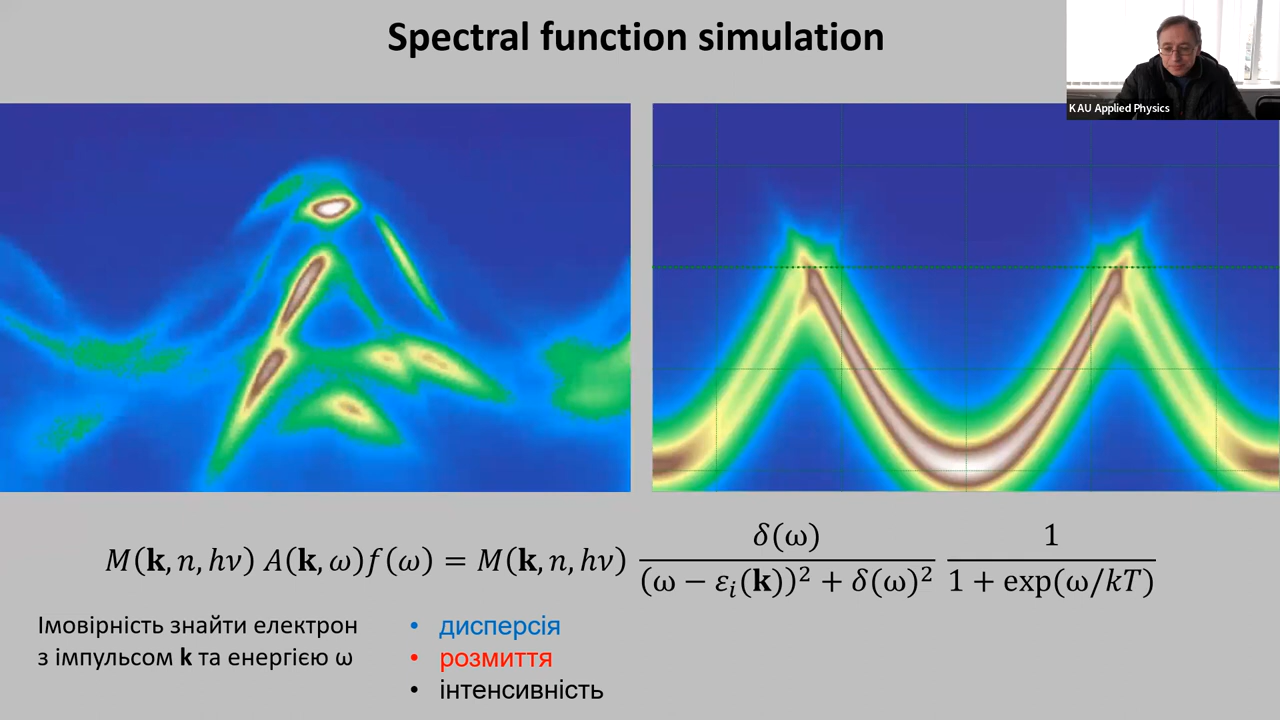 Spectral function simulation
KAU Applied Physics
M(k, n, hν) A(k, ω)f(ω) = M(k, n, hν) δ(ω) / ((ω − εᵢ(k))² + δ(ω)²) 1 / (1 + exp(ω/kT))
Імовірність знайти електрон
з імпульсом k та енергією ω
• дисперсія
• розмиття
• інтенсивність